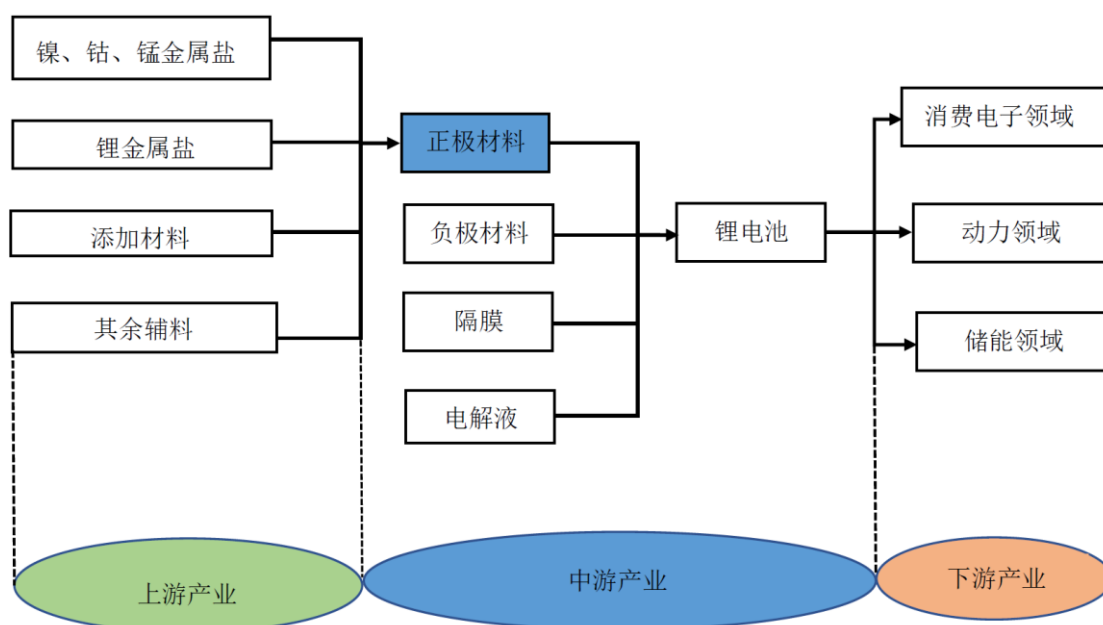 镍、钴、锰金属盐
锂金属盐
添加材料
其余辅料
正极材料
负极材料
隔膜
电解液
锂电池
消费电子领域
动力领域
储能领域
上游产业
中游产业
下游产业